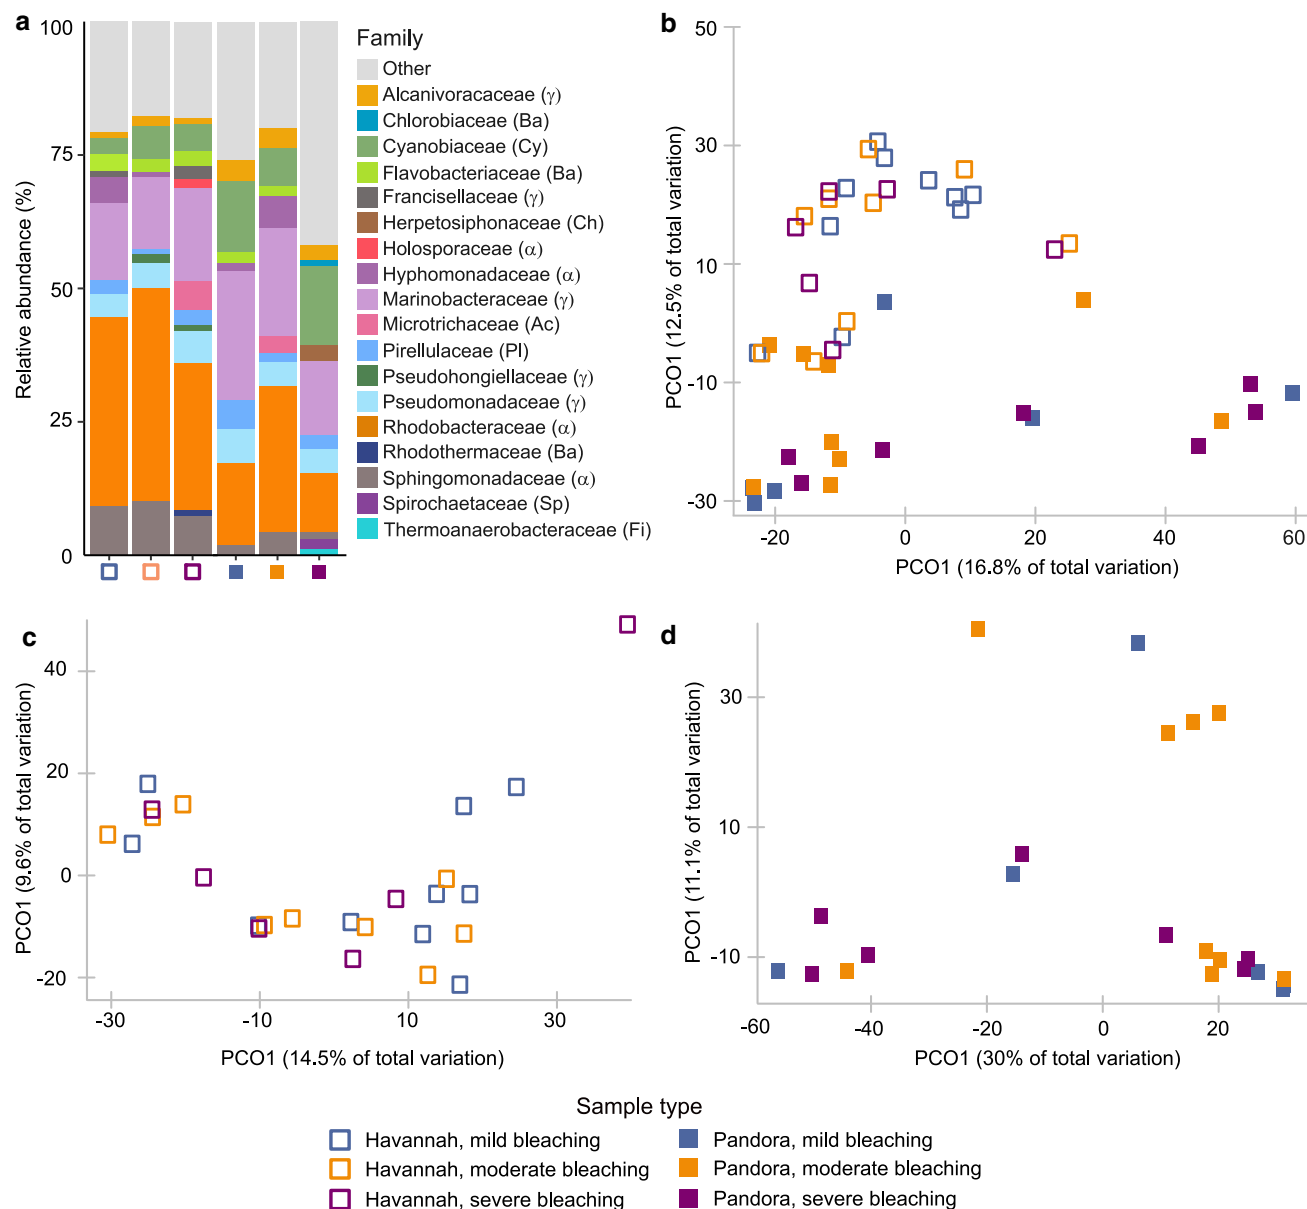 a
Relative abundance (%)
100
75
50
25
0
Family
Other
Alcanivoracaceae (γ)
Chlorobiaceae (Ba)
Cyanobiaceae (Cy)
Flavobacteriaceae (Ba)
Francisellaceae (γ)
Herpetosiphonaceae (Ch)
Holosporaceae (α)
Hyphomonadaceae (α)
Marinobacteraceae (γ)
Microtrichaceae (Ac)
Pirellulaceae (Pl)
Pseudohongiellaceae (γ)
Pseudomonadaceae (γ)
Rhodobacteraceae (α)
Rhodothermaceae (Ba)
Sphingomonadaceae (α)
Spirochaetaceae (Sp)
Thermoanaerobacteraceae (Fi)
b
PCO1 (12.5% of total variation)
50
30
10
-10
-30
-20 0 20 40 60
PCO1 (16.8% of total variation)
c
PCO1 (9.6% of total variation)
40
20
0
-20
-30 -10 10 30
PCO1 (14.5% of total variation)
d
PCO1 (11.1% of total variation)
30
10
-10
-60 -40 -20 0 20
PCO1 (30% of total variation)
Sample type
Havannah, mild bleaching
Havannah, moderate bleaching
Havannah, severe bleaching
Pandora, mild bleaching
Pandora, moderate bleaching
Pandora, severe bleaching